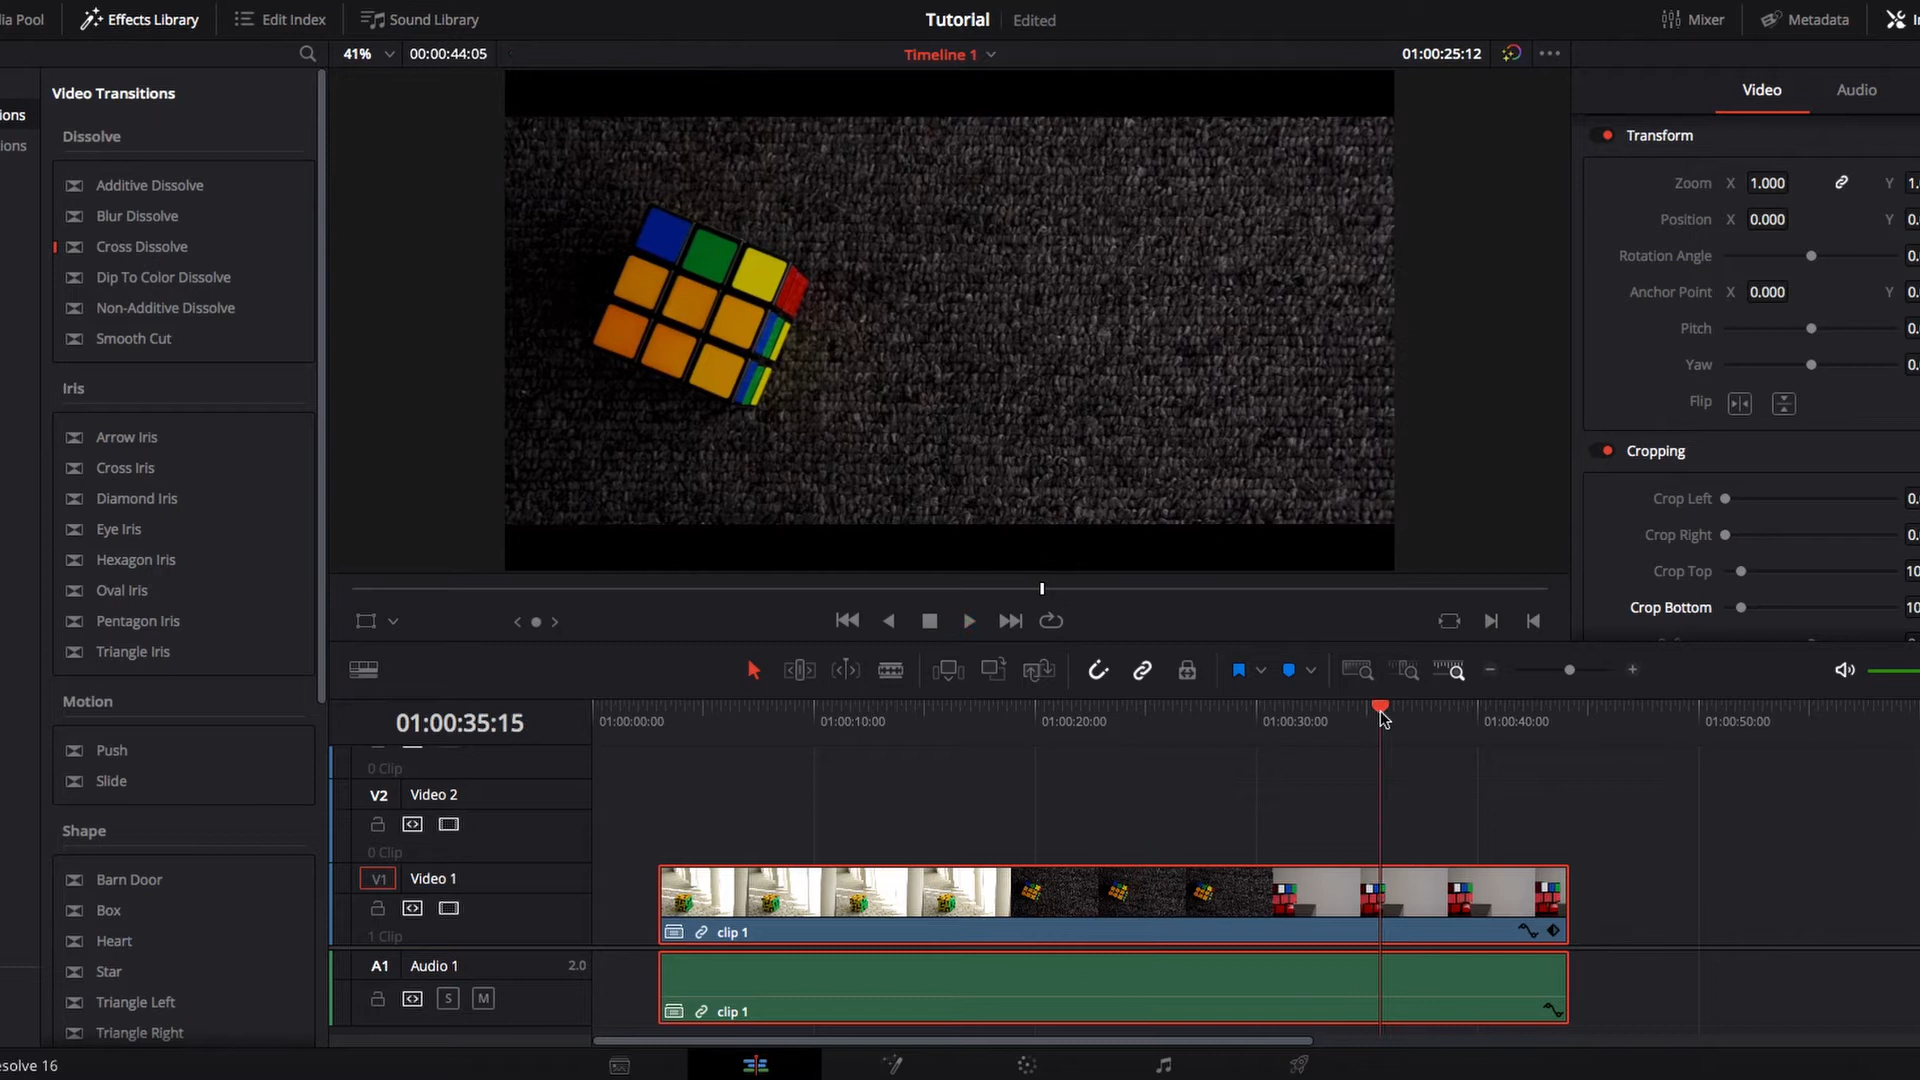 ia Pool
Effects Library
Edit Index
Sound Library
Tutorial
Edited
Mixer
Metadata
In
41%
00:00:44:05
Timeline 1
01:00:25:12
ions
ions
Video Transitions
Dissolve
Additive Dissolve
Blur Dissolve
Cross Dissolve
Dip To Color Dissolve
Non-Additive Dissolve
Smooth Cut
Iris
Arrow Iris
Cross Iris
Diamond Iris
Eye Iris
Hexagon Iris
Oval Iris
Pentagon Iris
Triangle Iris
Motion
Push
Slide
Shape
Barn Door
Box
Heart
Star
Triangle Left
Triangle Right
esolve 16
Video
Audio
Transform
Zoom X 1.000 Y 1.
Position X 0.000 Y 0.
Rotation Angle 0.
Anchor Point X 0.000 Y 0.
Pitch 0.
Yaw 0.
Flip
Cropping
Crop Left 0.
Crop Right 0.
Crop Top 10
Crop Bottom 10
01:00:35:15
01:00:00:00
01:00:10:00
01:00:20:00
01:00:30:00
01:00:40:00
01:00:50:00
0 Clip
V2 Video 2
0 Clip
V1 Video 1
1 Clip
clip 1
A1 Audio 1 2.0
S M
clip 1